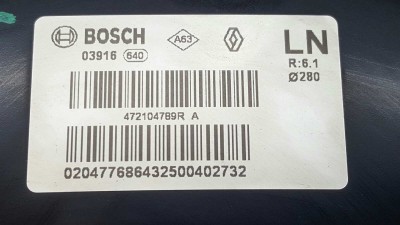 BOSCH
03916 640
A63
LN
R:6.1
Ø280
472104789R A
020477686432500402732